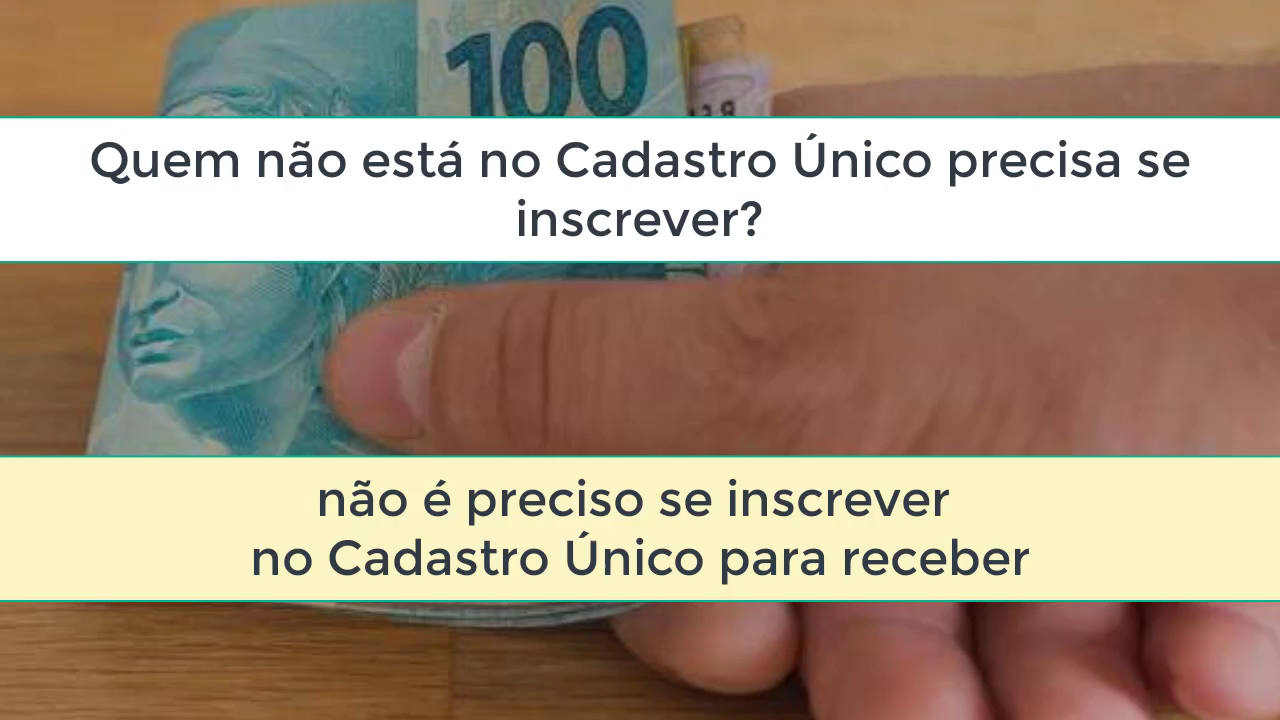 100
Quem não está no Cadastro Único precisa se
inscrever?
não é preciso se inscrever
no Cadastro Único para receber